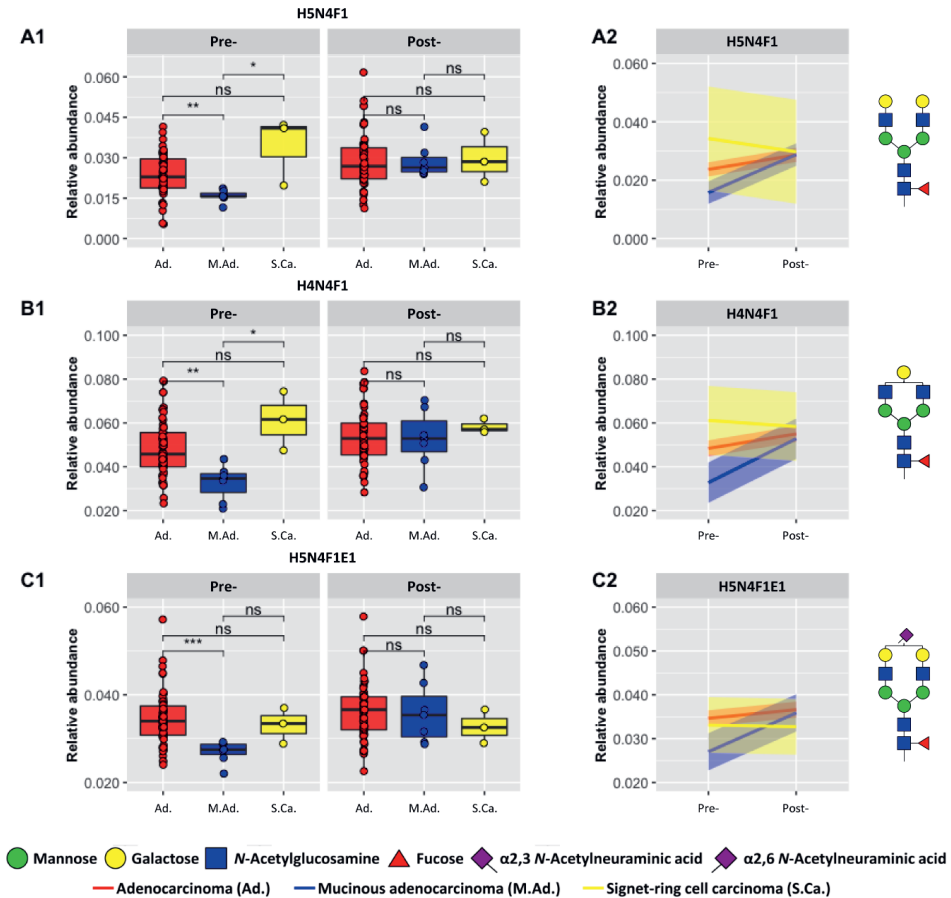 H5N4F1
A1
Pre-
Post-
A2
H5N4F1
Relative abundance
0.060
0.045
0.030
0.015
0.000
*
ns
**
ns
ns
ns
Ad.
M.Ad.
S.Ca.
Ad.
M.Ad.
S.Ca.
Relative abundance
0.060
0.040
0.020
0.000
Pre-
Post-
H4N4F1
B1
Pre-
Post-
B2
H4N4F1
Relative abundance
0.100
0.080
0.060
0.040
0.020
*
ns
**
ns
ns
ns
Ad.
M.Ad.
S.Ca.
Ad.
M.Ad.
S.Ca.
Relative abundance
0.100
0.080
0.060
0.040
0.020
Pre-
Post-
H5N4F1E1
C1
Pre-
Post-
C2
H5N4F1E1
Relative abundance
0.060
0.040
0.020
ns
ns
***
ns
ns
ns
Ad.
M.Ad.
S.Ca.
Ad.
M.Ad.
S.Ca.
Relative abundance
0.060
0.050
0.040
0.030
0.020
Pre-
Post-
Mannose Galactose N-Acetylglucosamine Fucose α2,3 N-Acetylneuraminic acid α2,6 N-Acetylneuraminic acid
Adenocarcinoma (Ad.) Mucinous adenocarcinoma (M.Ad.) Signet-ring cell carcinoma (S.Ca.)